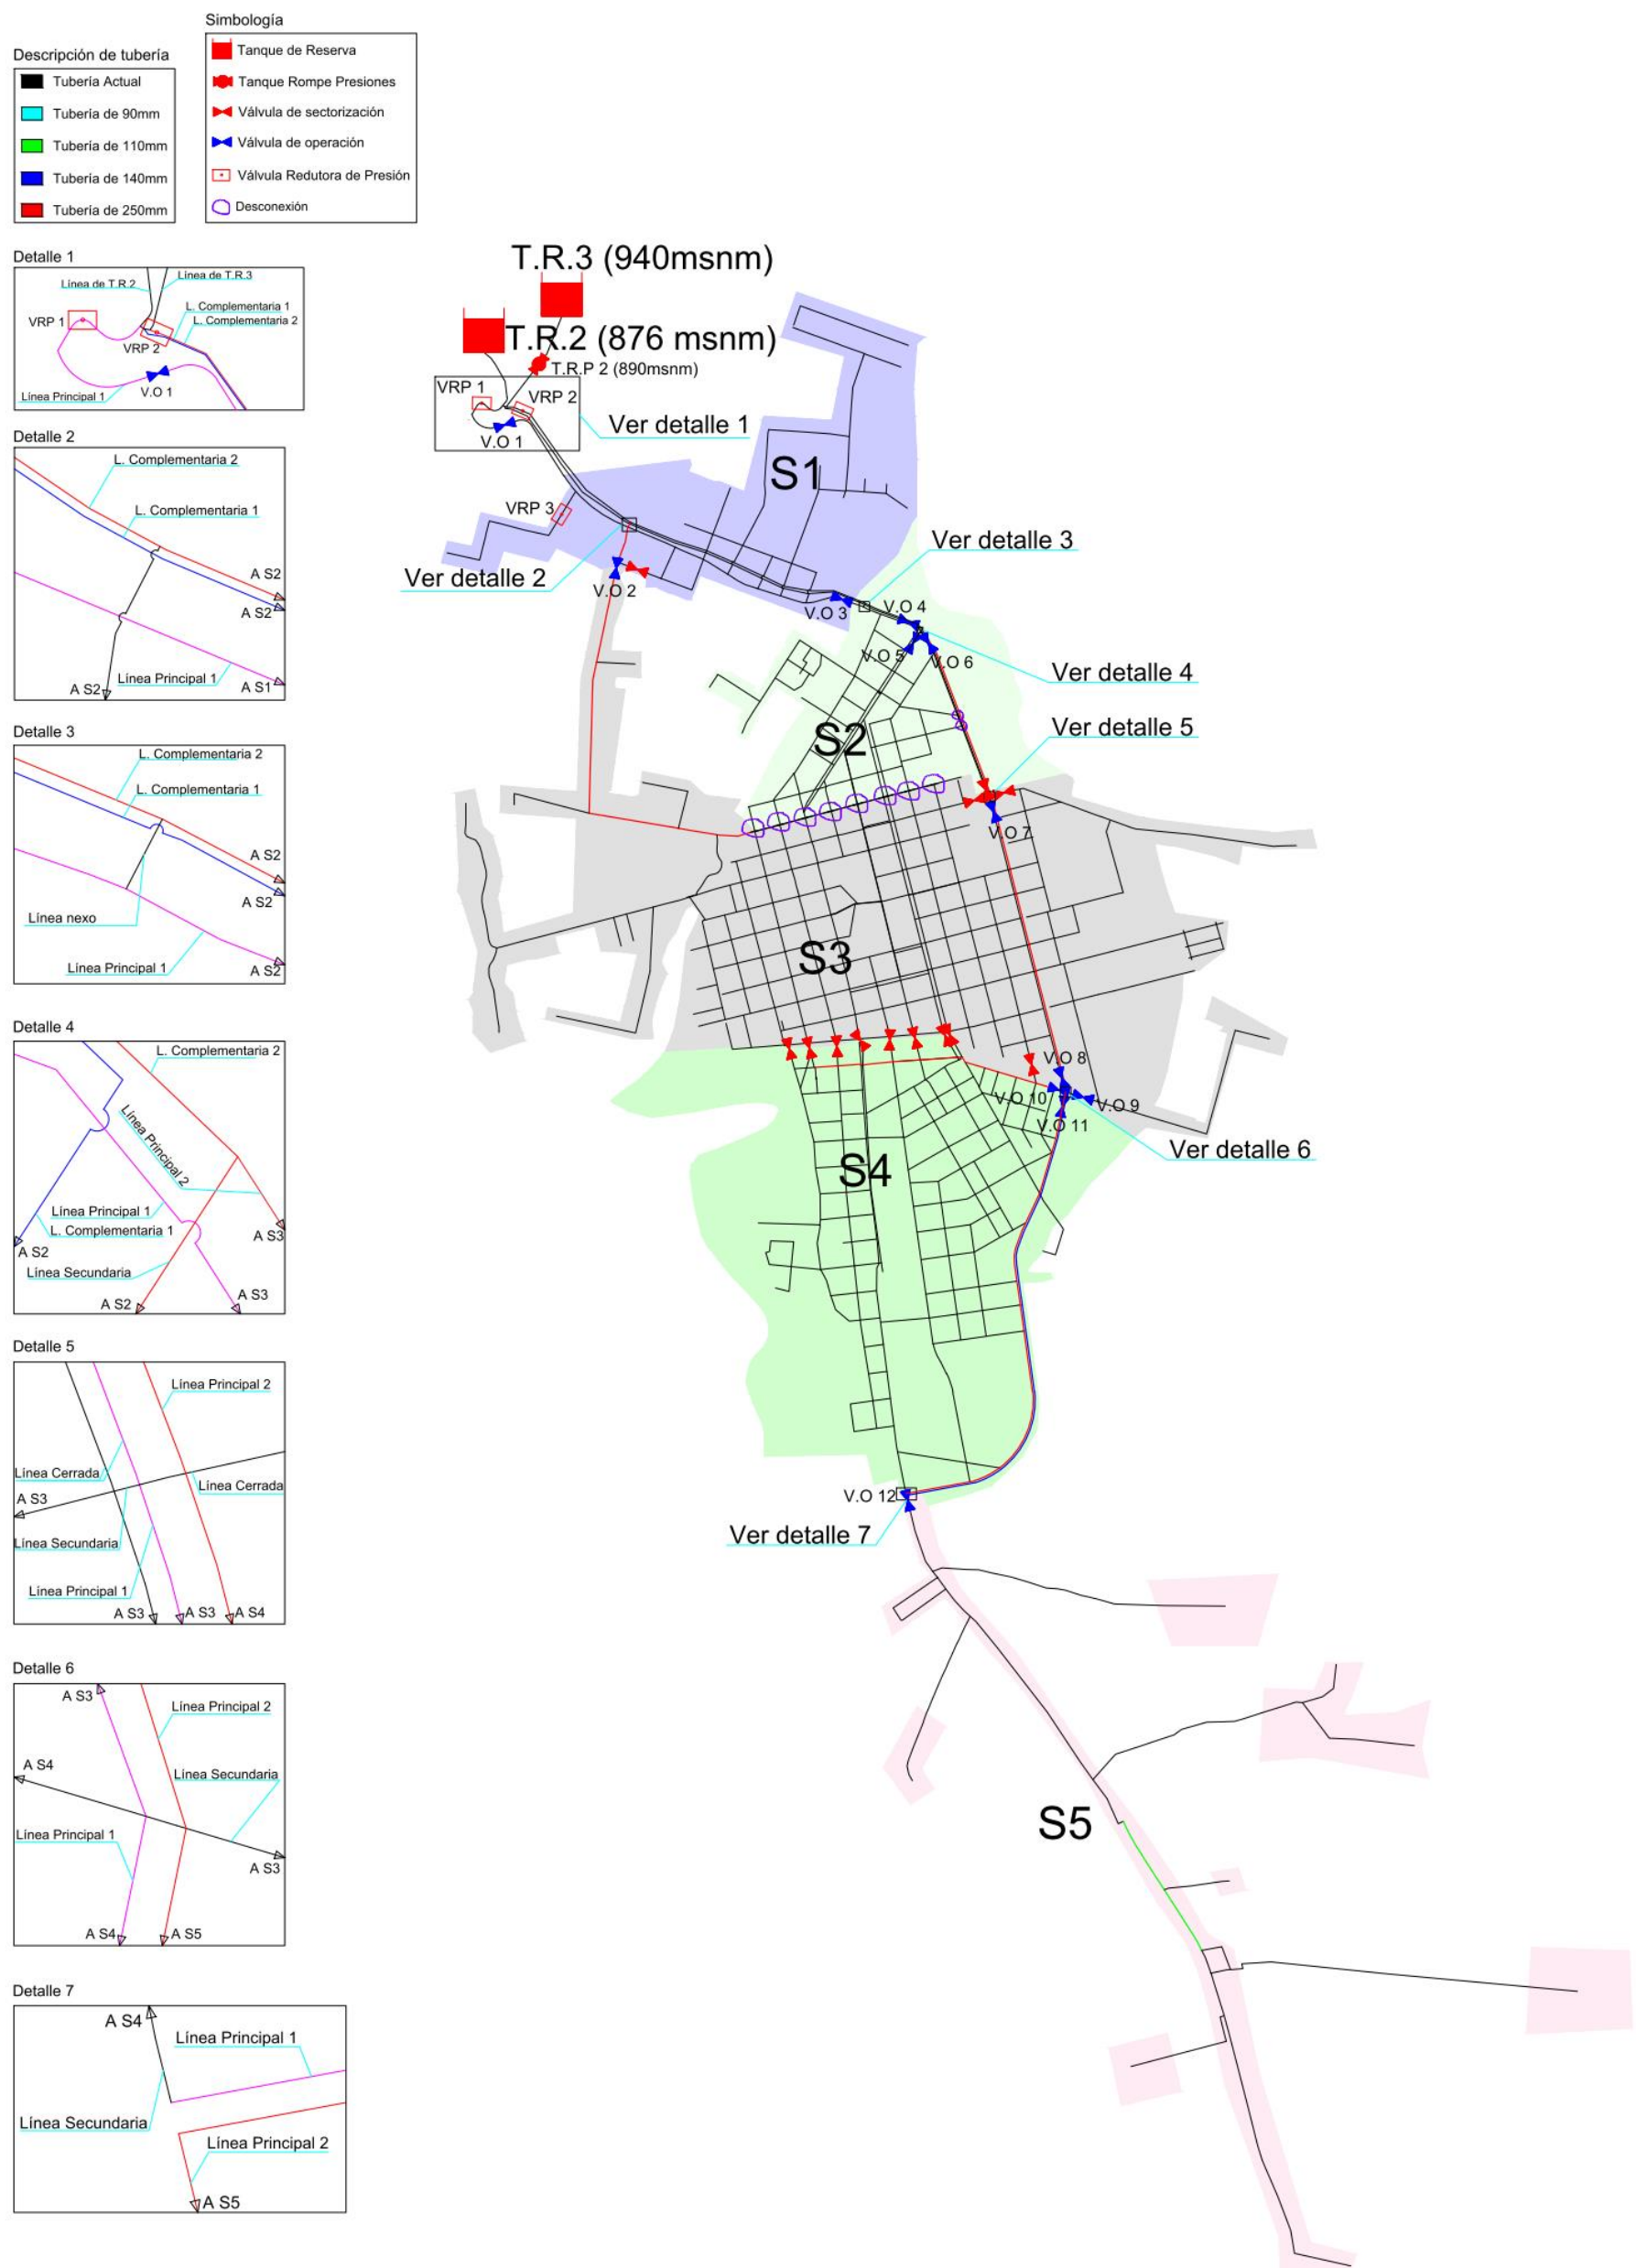 Simbología
Tanque de Reserva
Tanque Rompe Presiones
Válvula de sectorización
Válvula de operación
Válvula Redutora de Presión
Desconexión
Descripción de tubería
Tubería Actual
Tubería de 90mm
Tubería de 110mm
Tubería de 140mm
Tubería de 250mm
Detalle 1
Línea de T.R.2
Línea de T.R.3
L. Complementaria 1
L. Complementaria 2
VRP 1
VRP 2
V.O 1
Línea Principal 1
Detalle 2
L. Complementaria 2
L. Complementaria 1
A S2
A S2
Línea Principal 1
A S2
A S1
Detalle 3
L. Complementaria 2
L. Complementaria 1
A S2
A S2
Línea nexo
Línea Principal 1
A S2
Detalle 4
L. Complementaria 2
Línea Principal 2
Línea Principal 1
L. Complementaria 1
A S3
A S2
Línea Secundaria
A S2
A S3
Detalle 5
Línea Principal 2
Línea Cerrada
Línea Cerrada
A S3
Línea Secundaria
Línea Principal 1
A S3
A S3
A S4
Detalle 6
A S3
Línea Principal 2
A S4
Línea Secundaria
Línea Principal 1
A S3
A S4
A S5
Detalle 7
A S4
Línea Principal 1
Línea Secundaria
Línea Principal 2
A S5
T.R.3 (940msnm)
T.R.2 (876 msnm)
T.R.P 2 (890msnm)
VRP 1
VRP 2
V.O 1
Ver detalle 1
S1
VRP 3
Ver detalle 3
Ver detalle 2
V.O 2
V.O 3
V.O 4
V.O 5
V.O 6
Ver detalle 4
S2
Ver detalle 5
V.O 7
S3
V.O 8
V.O 10
V.O 9
V.O 11
Ver detalle 6
S4
V.O 12
Ver detalle 7
S5